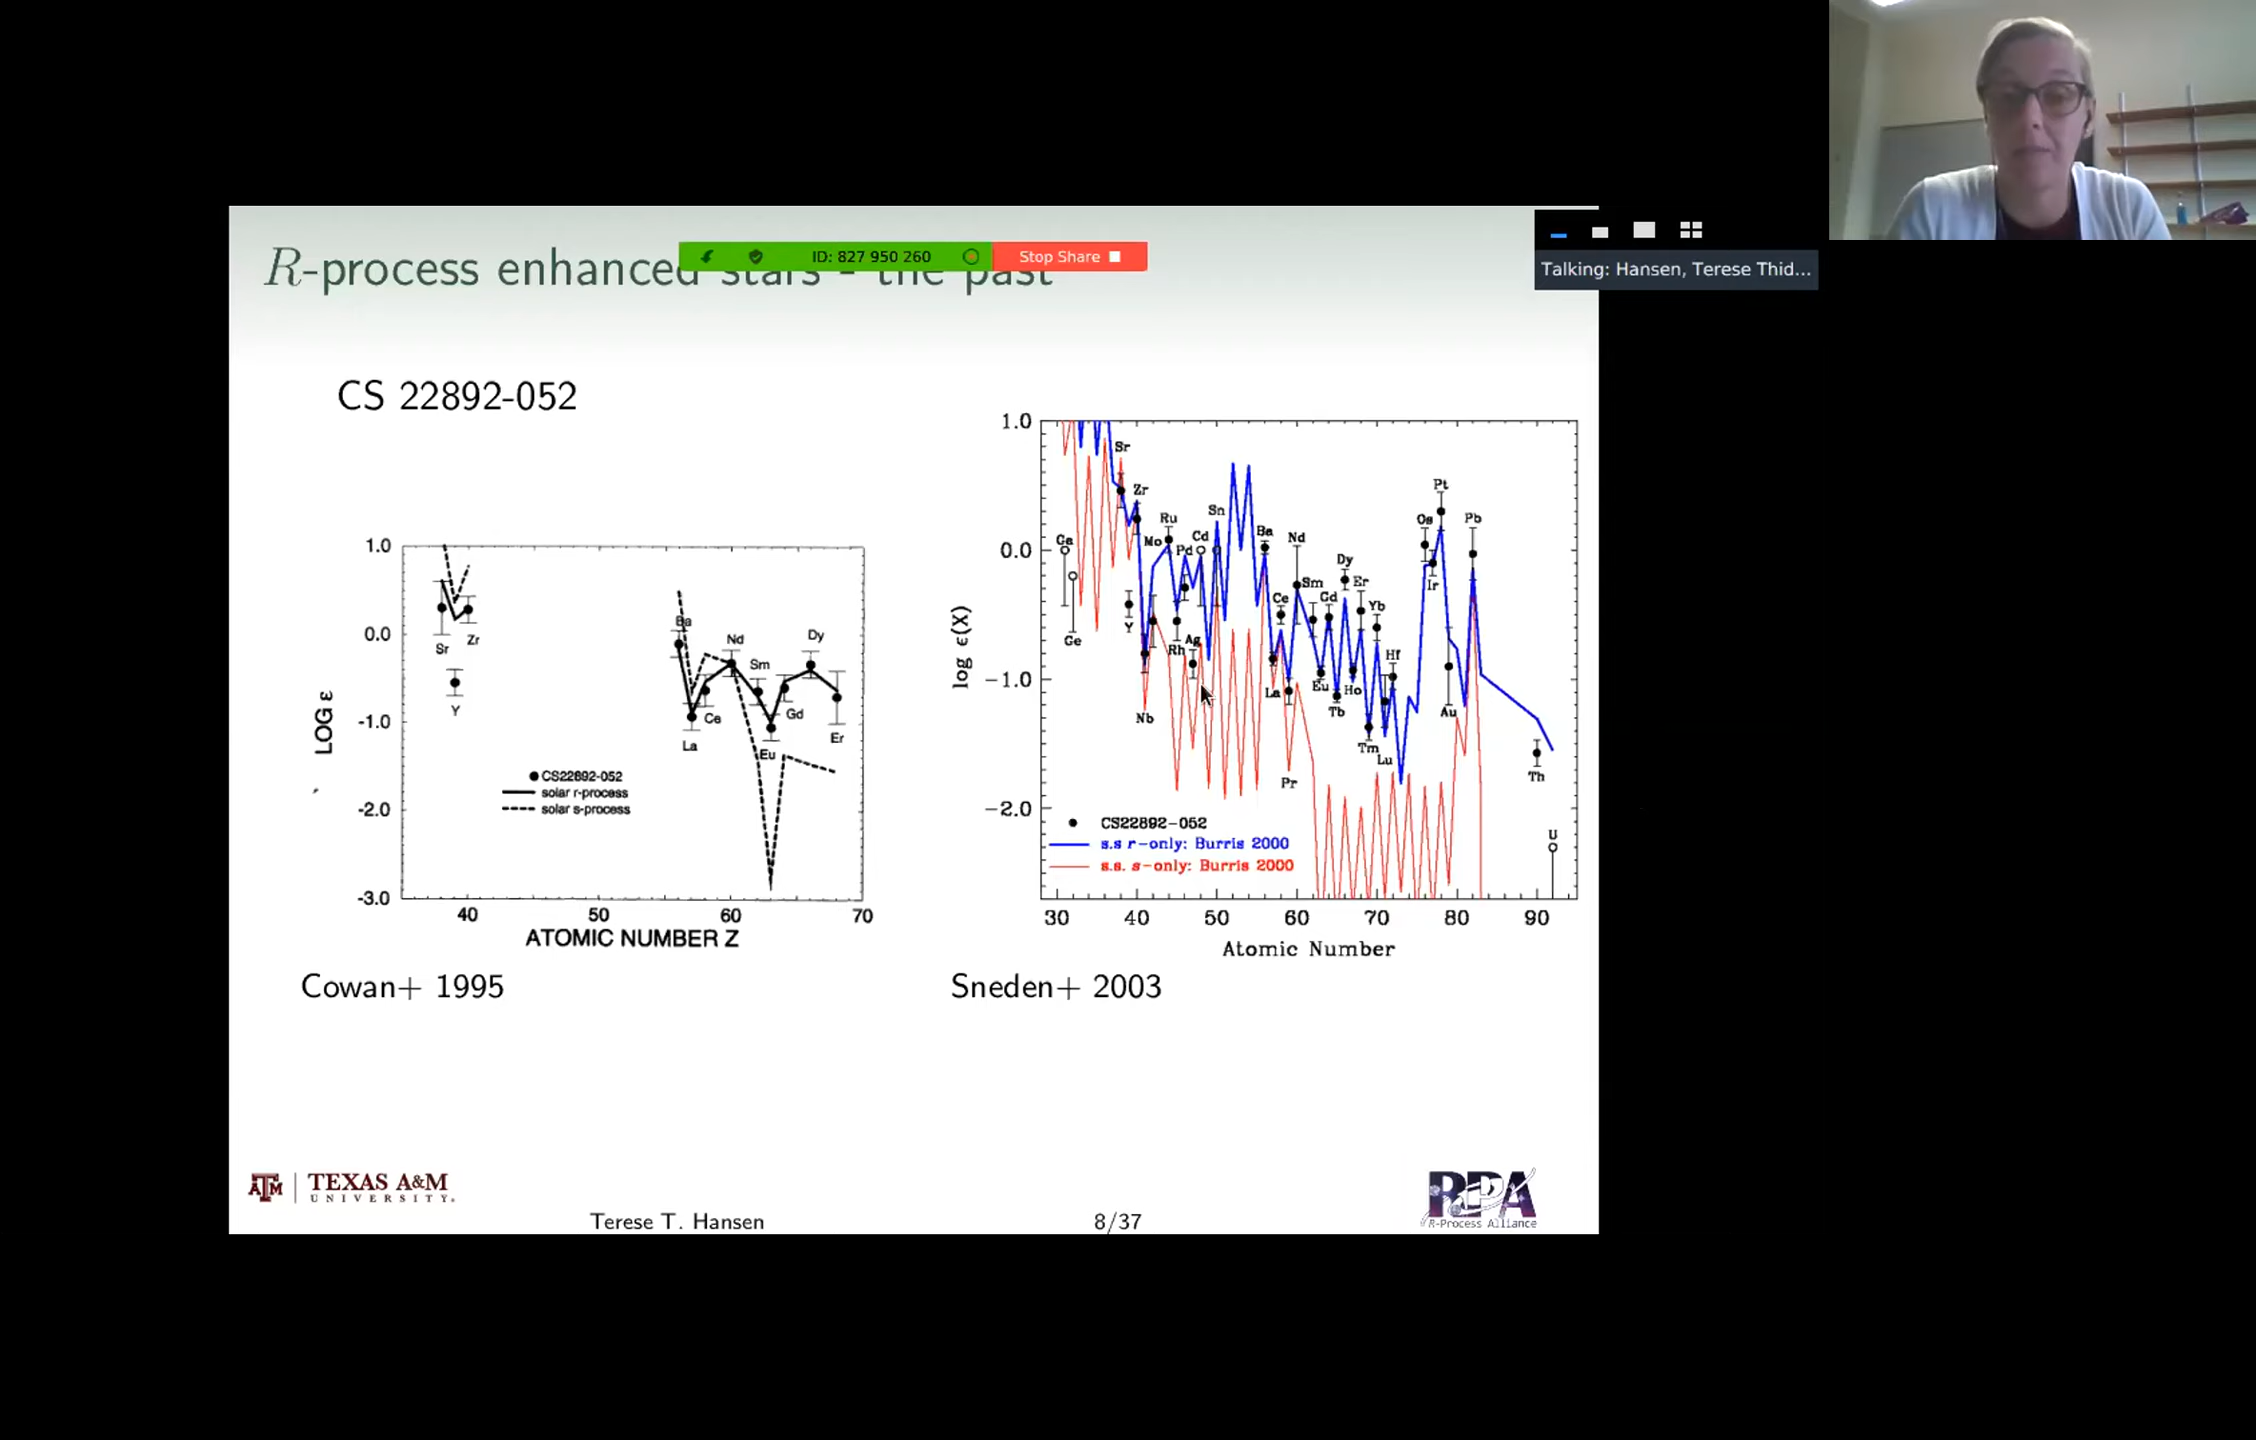 R-process enhanced stars - the past
ID: 827 950 260
Stop Share
Talking: Hansen, Terese Thid...
CS 22892-052
1.0
0.0
-1.0
-2.0
-3.0
LOG ε
Sr
Y
Zr
Ba
La
Ce
Nd
Sm
Eu
Gd
Dy
Er
CS22892-052
solar r-process
solar s-process
40
50
60
70
ATOMIC NUMBER Z
Cowan+ 1995
1.0
0.0
−1.0
−2.0
log ϵ(X)
Ga
Ge
Sr
Y
Zr
Nb
Mo
Ru
Rh
Pd
Ag
Cd
Sn
Ba
La
Ce
Pr
Nd
Sm
Eu
Gd
Tb
Dy
Ho
Er
Tm
Yb
Lu
Hf
Os
Ir
Pt
Au
Pb
Th
U
CS22892−052
s.s r−only: Burris 2000
s.s. s−only: Burris 2000
30
40
50
60
70
80
90
Atomic Number
Sneden+ 2003
ATM
TEXAS A&M
UNIVERSITY.
Terese T. Hansen
8/37
RPA
R-Process Alliance